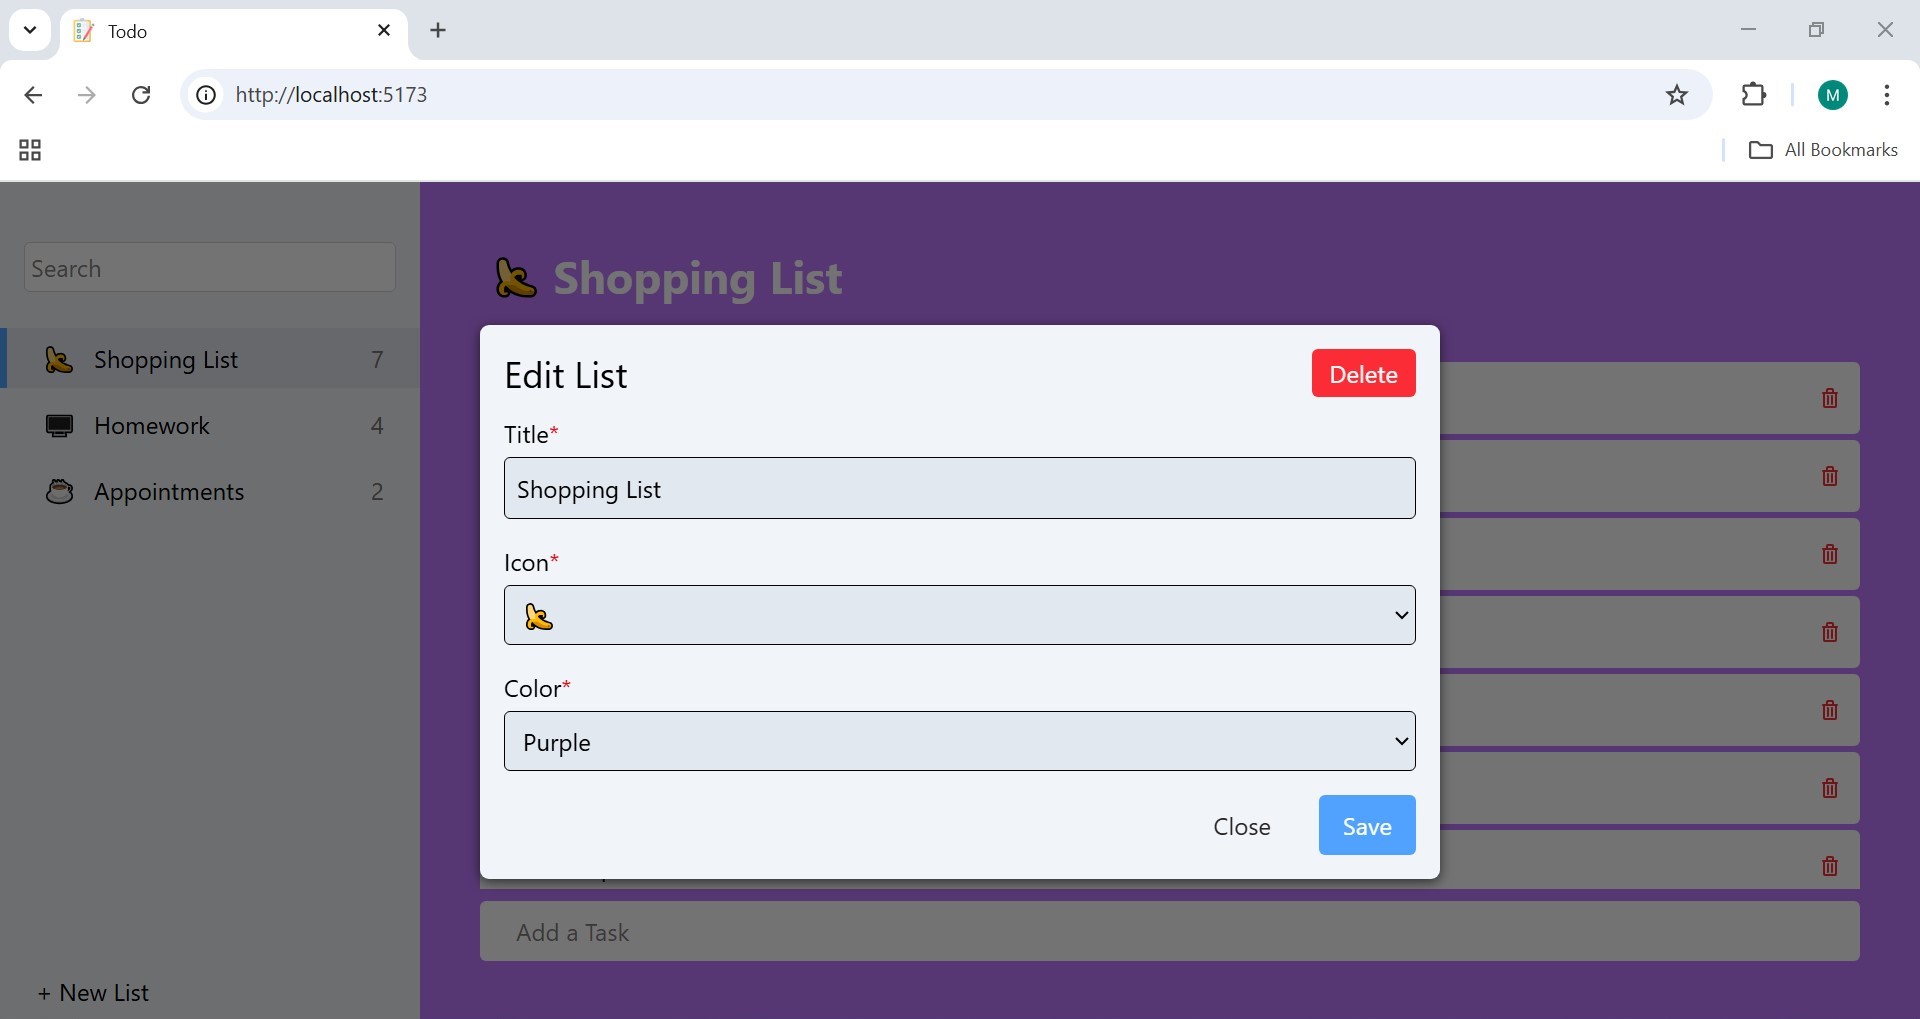 Todo
http://localhost:5173
M
All Bookmarks
Search
Shopping List 7
Homework 4
Appointments 2
+ New List
Shopping List
Edit List
Delete
Title*
Shopping List
Icon*
Color*
Purple
Close
Save
Add a Task